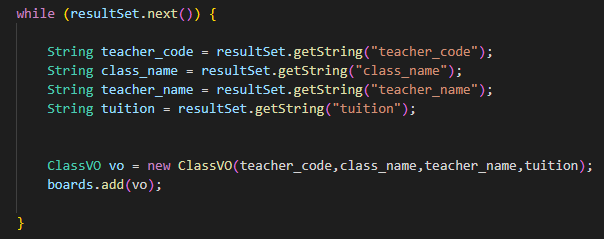 while (resultSet.next()) {
String teacher_code = resultSet.getString("teacher_code");
String class_name = resultSet.getString("class_name");
String teacher_name = resultSet.getString("teacher_name");
String tuition = resultSet.getString("tuition");
ClassVO vo = new ClassVO(teacher_code,class_name,teacher_name,tuition);
boards.add(vo);
}